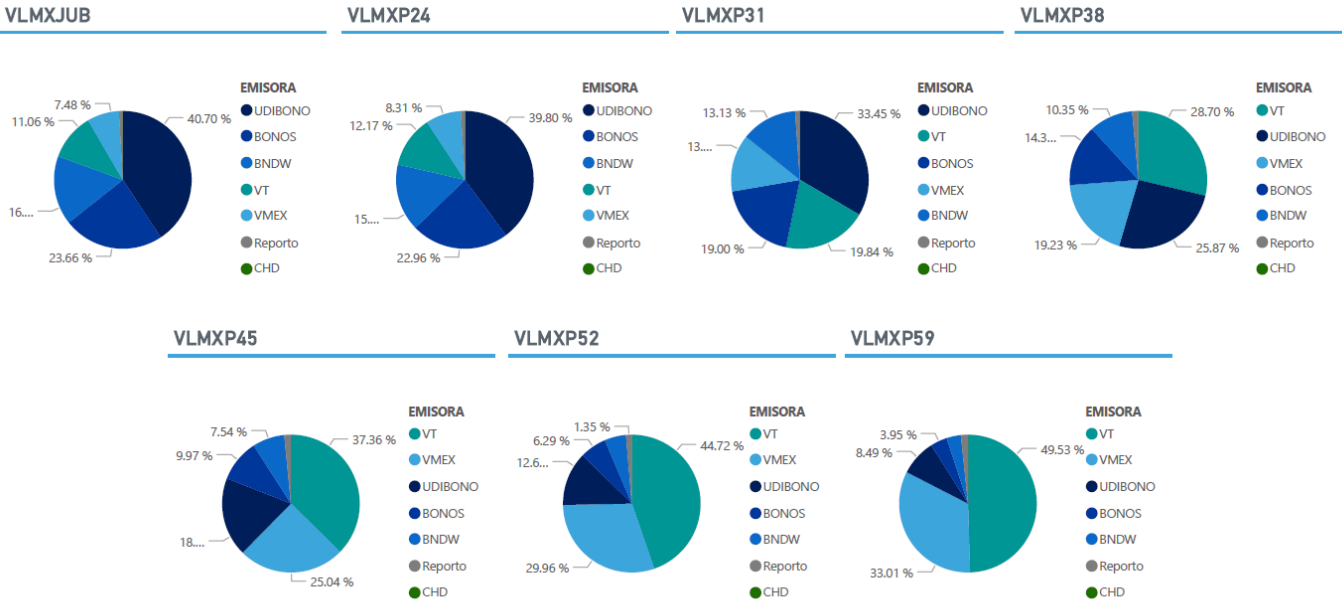 VLMXJUB
VLMXP24
VLMXP31
VLMXP38
EMISORA
UDIBONO
BONOS
BNDW
VT
VMEX
Reporto
CHD
7.48 %
11.06 %
16....
23.66 %
40.70 %
EMISORA
UDIBONO
BONOS
BNDW
VT
VMEX
Reporto
CHD
8.31 %
12.17 %
15....
22.96 %
39.80 %
EMISORA
UDIBONO
VT
BONOS
VMEX
BNDW
Reporto
CHD
13.13 %
13....
19.00 %
19.84 %
33.45 %
EMISORA
VT
UDIBONO
VMEX
BONOS
BNDW
Reporto
CHD
10.35 %
14.3...
19.23 %
25.87 %
28.70 %
VLMXP45
VLMXP52
VLMXP59
EMISORA
VT
VMEX
UDIBONO
BONOS
BNDW
Reporto
CHD
7.54 %
9.97 %
18....
25.04 %
37.36 %
EMISORA
VT
VMEX
UDIBONO
BONOS
BNDW
Reporto
CHD
1.35 %
6.29 %
12.6...
29.96 %
44.72 %
EMISORA
VT
VMEX
UDIBONO
BONOS
BNDW
Reporto
CHD
3.95 %
8.49 %
33.01 %
49.53 %